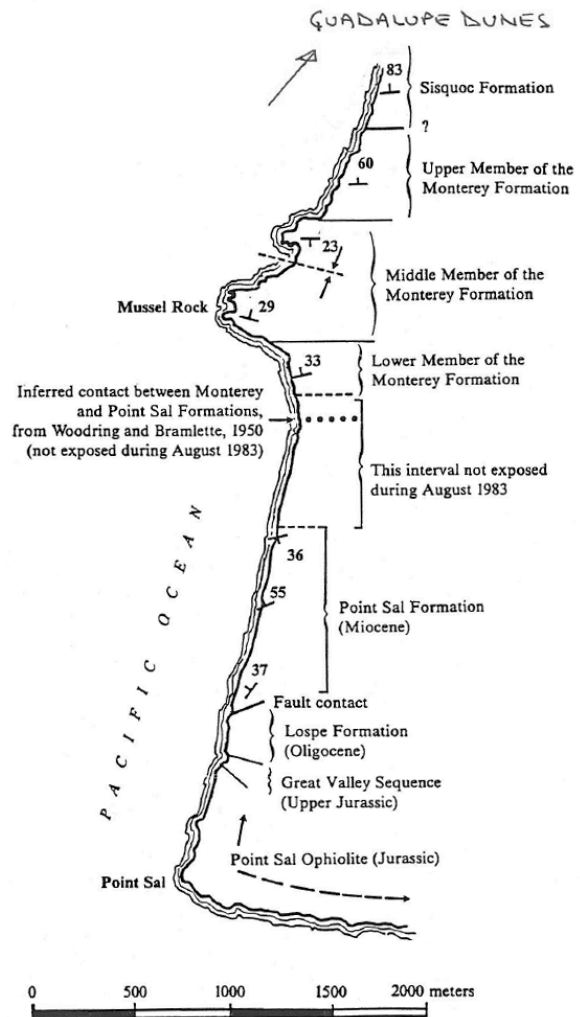 GUADALUPE DUNES
83
Sisquoc Formation
?
60
Upper Member of the
Monterey Formation
23
Middle Member of the
Monterey Formation
Mussel Rock
29
33
Lower Member of the
Monterey Formation
Inferred contact between Monterey
and Point Sal Formations,
from Woodring and Bramlette, 1950
(not exposed during August 1983)
This interval not exposed
during August 1983
PACIFIC OCEAN
36
55
Point Sal Formation
(Miocene)
37
Fault contact
Lospe Formation
(Oligocene)
Great Valley Sequence
(Upper Jurassic)
Point Sal Ophiolite (Jurassic)
Point Sal
0 500 1000 1500 2000 meters